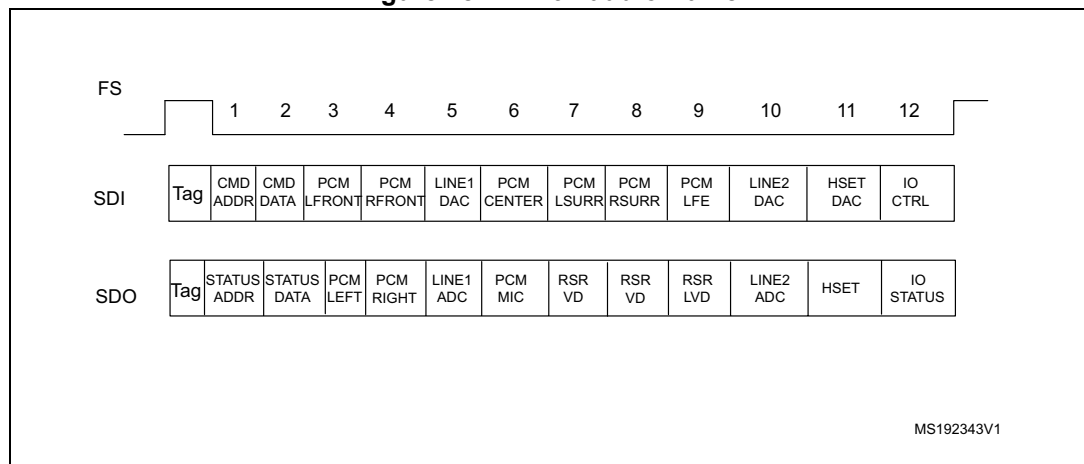 FS
1 2 3 4 5 6 7 8 9 10 11 12
SDI
Tag CMD ADDR CMD DATA PCM LFRONT PCM RFRONT LINE1 DAC PCM CENTER PCM LSURR PCM RSURR PCM LFE LINE2 DAC HSET DAC IO CTRL
SDO
Tag STATUS ADDR STATUS DATA PCM LEFT PCM RIGHT LINE1 ADC PCM MIC RSR VD RSR VD RSR LVD LINE2 ADC HSET IO STATUS
MS192343V1